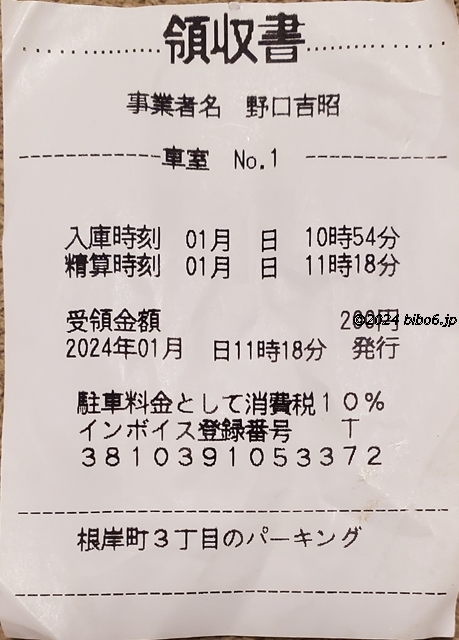 領収書
事業者名 野口吉昭
車室 No.1
入庫時刻 01月 日 10時54分
精算時刻 01月 日 11時18分
受領金額 200円
©2024 bibo6.jp
2024年01月 日11時18分 発行
駐車料金として消費税10%
インボイス登録番号 T
3810391053372
根岸町3丁目のパーキング